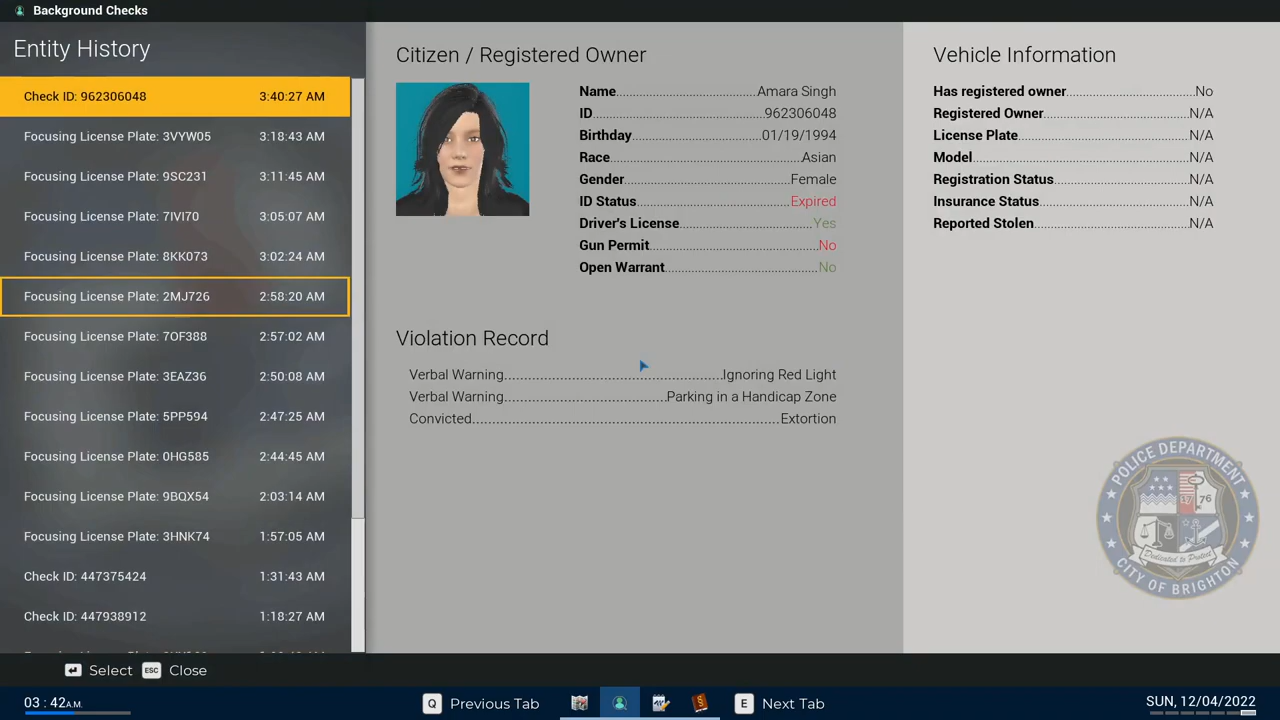 Background Checks
Entity History
Check ID: 962306048 3:40:27 AM
Focusing License Plate: 3VYW05 3:18:43 AM
Focusing License Plate: 9SC231 3:11:45 AM
Focusing License Plate: 7IVI70 3:05:07 AM
Focusing License Plate: 8KK073 3:02:24 AM
Focusing License Plate: 2MJ726 2:58:20 AM
Focusing License Plate: 7OF388 2:57:02 AM
Focusing License Plate: 3EAZ36 2:50:08 AM
Focusing License Plate: 5PP594 2:47:25 AM
Focusing License Plate: 0HG585 2:44:45 AM
Focusing License Plate: 9BQX54 2:03:14 AM
Focusing License Plate: 3HNK74 1:57:05 AM
Check ID: 447375424 1:31:43 AM
Check ID: 447938912 1:18:27 AM
Citizen / Registered Owner
Name Amara Singh
ID 962306048
Birthday 01/19/1994
Race Asian
Gender Female
ID Status Expired
Driver's License Yes
Gun Permit No
Open Warrant No
Violation Record
Verbal Warning Ignoring Red Light
Verbal Warning Parking in a Handicap Zone
Convicted Extortion
Vehicle Information
Has registered owner No
Registered Owner N/A
License Plate N/A
Model N/A
Registration Status N/A
Insurance Status N/A
Reported Stolen N/A
POLICE DEPARTMENT
17 76
Dedicated to Protect
CITY OF BRIGHTON
Select ESC Close
03 : 42 A.M. Q Previous Tab E Next Tab SUN, 12/04/2022